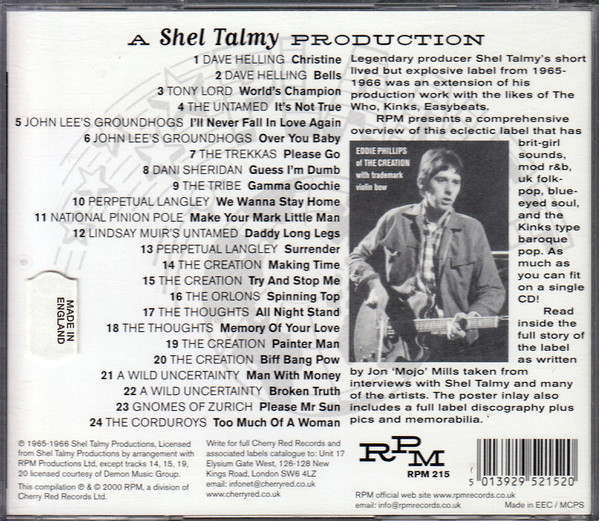 A Shel Talmy PRODUCTION
1 DAVE HELLING Christine
2 DAVE HELLING Bells
3 TONY LORD World's Champion
4 THE UNTAMED It's Not True
5 JOHN LEE'S GROUNDHOGS I'll Never Fall In Love Again
6 JOHN LEE'S GROUNDHOGS Over You Baby
7 THE TREKKAS Please Go
8 DANI SHERIDAN Guess I'm Dumb
9 THE TRIBE Gamma Goochie
10 PERPETUAL LANGLEY We Wanna Stay Home
11 NATIONAL PINION POLE Make Your Mark Little Man
12 LINDSAY MUIR'S UNTAMED Daddy Long Legs
13 PERPETUAL LANGLEY Surrender
14 THE CREATION Making Time
15 THE CREATION Try And Stop Me
16 THE ORLONS Spinning Top
17 THE THOUGHTS All Night Stand
18 THE THOUGHTS Memory Of Your Love
19 THE CREATION Painter Man
20 THE CREATION Biff Bang Pow
21 A WILD UNCERTAINTY Man With Money
22 A WILD UNCERTAINTY Broken Truth
23 GNOMES OF ZURICH Please Mr Sun
24 THE CORDUROYS Too Much Of A Woman
Legendary producer Shel Talmy's short
lived but explosive label from 1965-
1966 was an extension of his
production work with the likes of The
Who, Kinks, Easybeats.
RPM presents a comprehensive
overview of this eclectic label that has
brit-girl
sounds,
mod r&b,
uk folk-
pop, blue-
eyed soul,
and the
Kinks type
baroque
pop. As
much as
you can fit
on a single
CD!
Read
inside the
full story of
the label
as written
by Jon 'Mojo' Mills taken from
interviews with Shel Talmy and many
of the artists. The poster inlay also
includes a full label discography plus
pics and memorabilia.
EDDIE PHILLIPS
of THE CREATION
with trademark
violin bow
MADE IN
ENGLAND
℗ 1965-1966 Shel Talmy Productions, Licensed
from Shel Talmy Productions by arrangement with
RPM Productions Ltd, except tracks 14, 15, 19,
20 licensed courtesy of Demon Music Group.
This compilation ℗ & © 2000 RPM, a division of
Cherry Red Records Ltd.
Write for full Cherry Red Records and
associated labels catalogue to: Unit 17
Elysium Gate West, 126-128 New
Kings Road, London SW6 4LZ
email: infonet@cherryred.co.uk
www.cherryred.co.uk
RPM
RPM 215
RPM official web site www.rpmrecords.co.uk
email: info@rpmrecords.co.uk
5 013929 521520
Made in EEC / MCPS